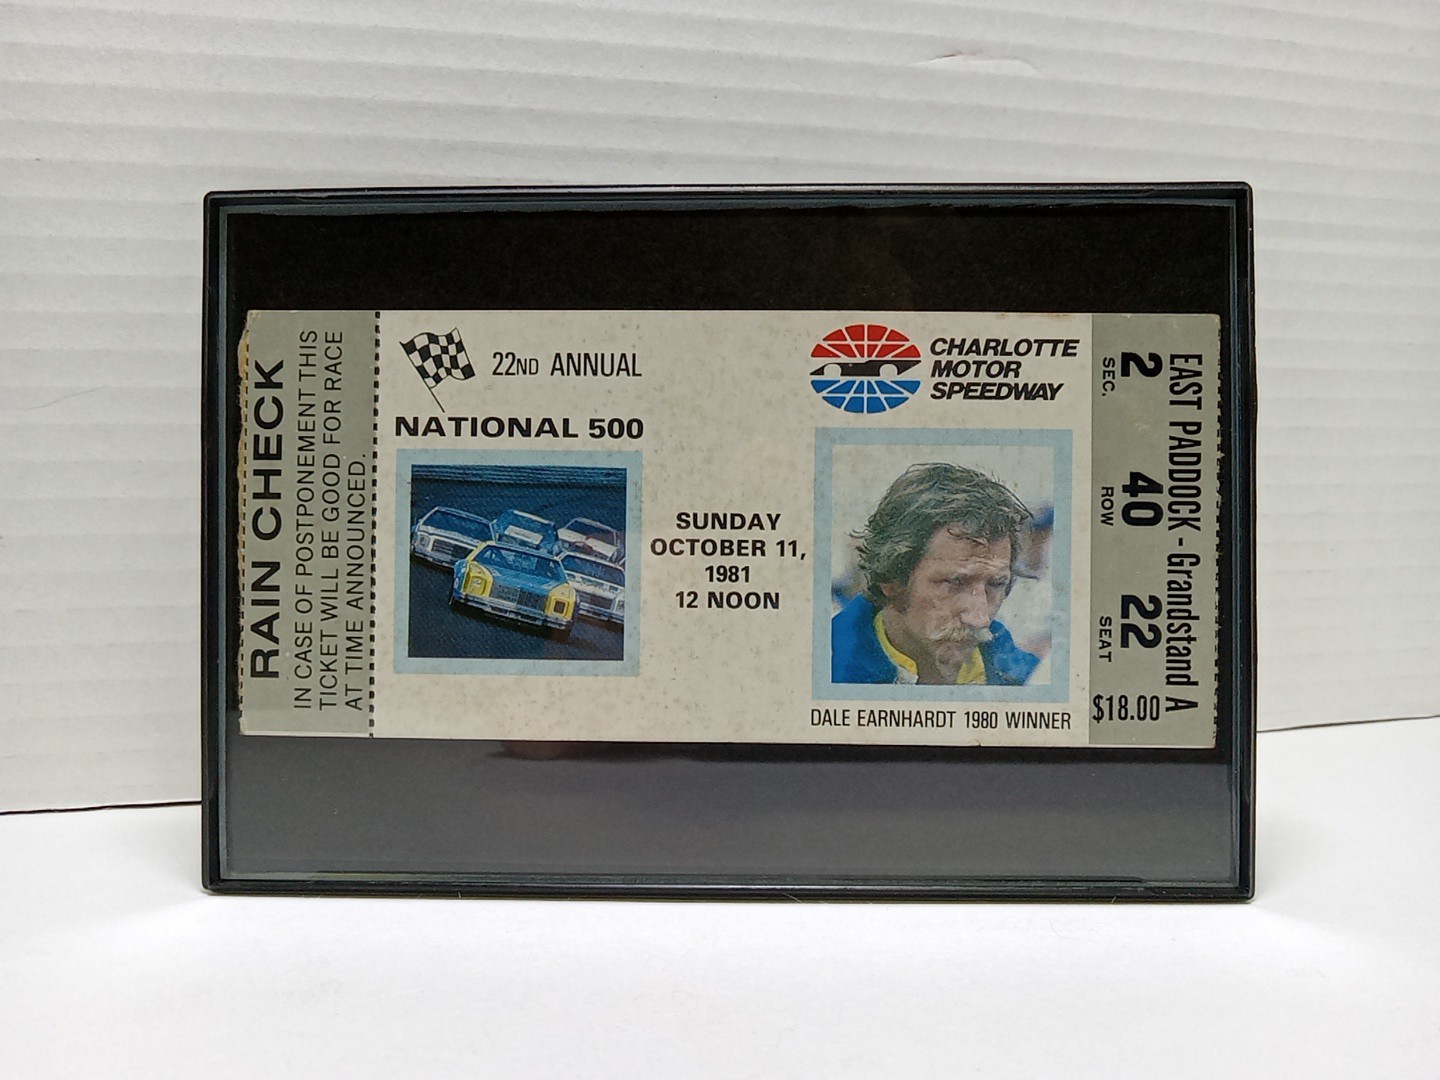 RAIN CHECK
IN CASE OF POSTPONEMENT THIS
TICKET WILL BE GOOD FOR RACE
AT TIME ANNOUNCED.
22ND ANNUAL
NATIONAL 500
SUNDAY
OCTOBER 11,
1981
12 NOON
CHARLOTTE
MOTOR
SPEEDWAY
DALE EARNHARDT 1980 WINNER
EAST PADDOCK - Grandstand A
2 40 22
SEC. ROW SEAT
$18.00